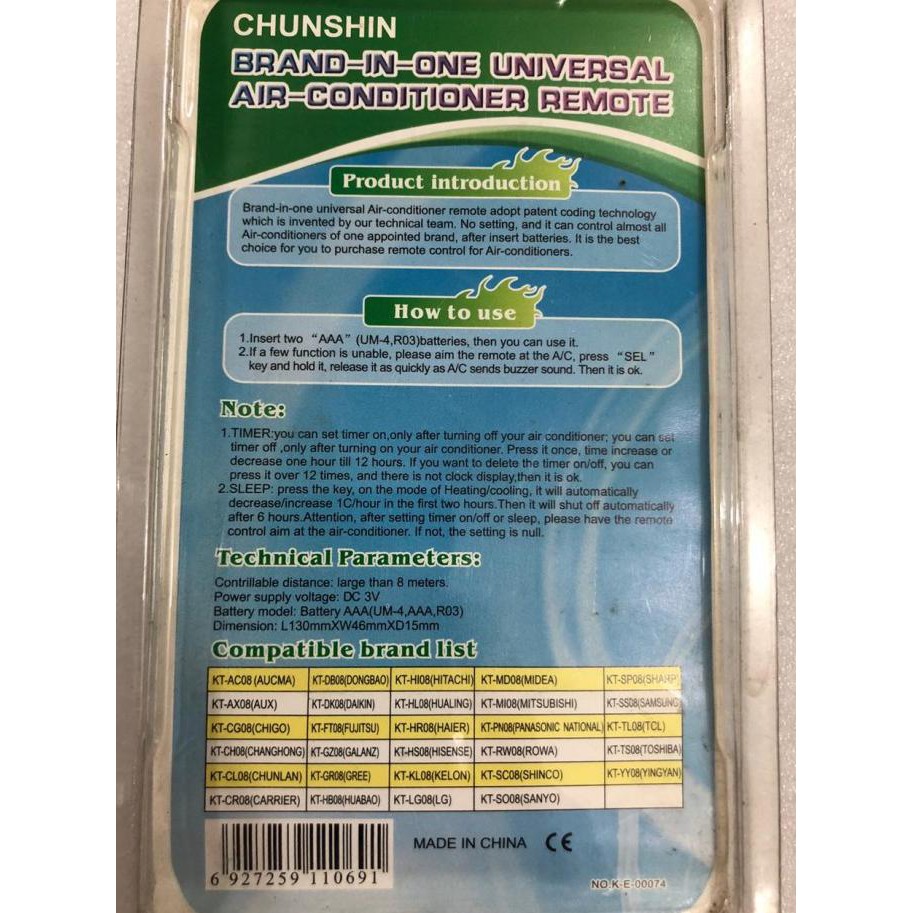 CHUNSHIN
BRAND-IN-ONE UNIVERSAL
AIR-CONDITIONER REMOTE
Product introduction
Brand-in-one universal Air-conditioner remote adopt patent coding technology
which is invented by our technical team. No setting, and it can control almost all
Air-conditioners of one appointed brand, after insert batteries. It is the best
choice for you to purchase remote control for Air-conditioners.
How to use
1.Insert two “AAA” (UM-4,R03)batteries, then you can use it.
2.If a few function is unable, please aim the remote at the A/C, press “SEL”
key and hold it, release it as quickly as A/C sends buzzer sound. Then it is ok.
Note:
1.TIMER:you can set timer on,only after turning off your air conditioner; you can set
timer off ,only after turning on your air conditioner. Press it once, time increase or
decrease one hour till 12 hours. If you want to delete the timer on/off, you can
press it over 12 times, and there is not clock display,then it is ok.
2.SLEEP: press the key, on the mode of Heating/cooling, it will automatically
decrease/increase 1C/hour in the first two hours.Then it will shut off automatically
after 6 hours.Attention, after setting timer on/off or sleep, please have the remote
control aim at the air-conditioner. If not, the setting is null.
Technical Parameters:
Contrillable distance: large than 8 meters.
Power supply voltage: DC 3V
Battery model: Battery AAA(UM-4,AAA,R03)
Dimension: L130mmXW46mmXD15mm
Compatible brand list
KT-AC08 (AUCMA) KT-DB08(DONGBAO) KT-HI08(HITACHI) KT-MD08(MIDEA) KT-SP08(SHARP)
KT-AX08(AUX) KT-DK08(DAIKIN) KT-HL08(HUALING) KT-MI08(MITSUBISHI) KT-SS08(SAMSUNG)
KT-CG08(CHIGO) KT-FT08(FUJITSU) KT-HR08(HAIER) KT-PN08(PANASONIC NATIONAL) KT-TL08(TCL)
KT-CH08(CHANGHONG) KT-GZ08(GALANZ) KT-HS08(HISENSE) KT-RW08(ROWA) KT-TS08(TOSHIBA)
KT-CL08(CHUNLAN) KT-GR08(GREE) KT-KL08(KELON) KT-SC08(SHINCO) KT-YY08(YINGYAN)
KT-CR08(CARRIER) KT-HB08(HUABAO) KT-LG08(LG) KT-SO08(SANYO)
MADE IN CHINA CE
6 927259 110691
NO.K-E-00074